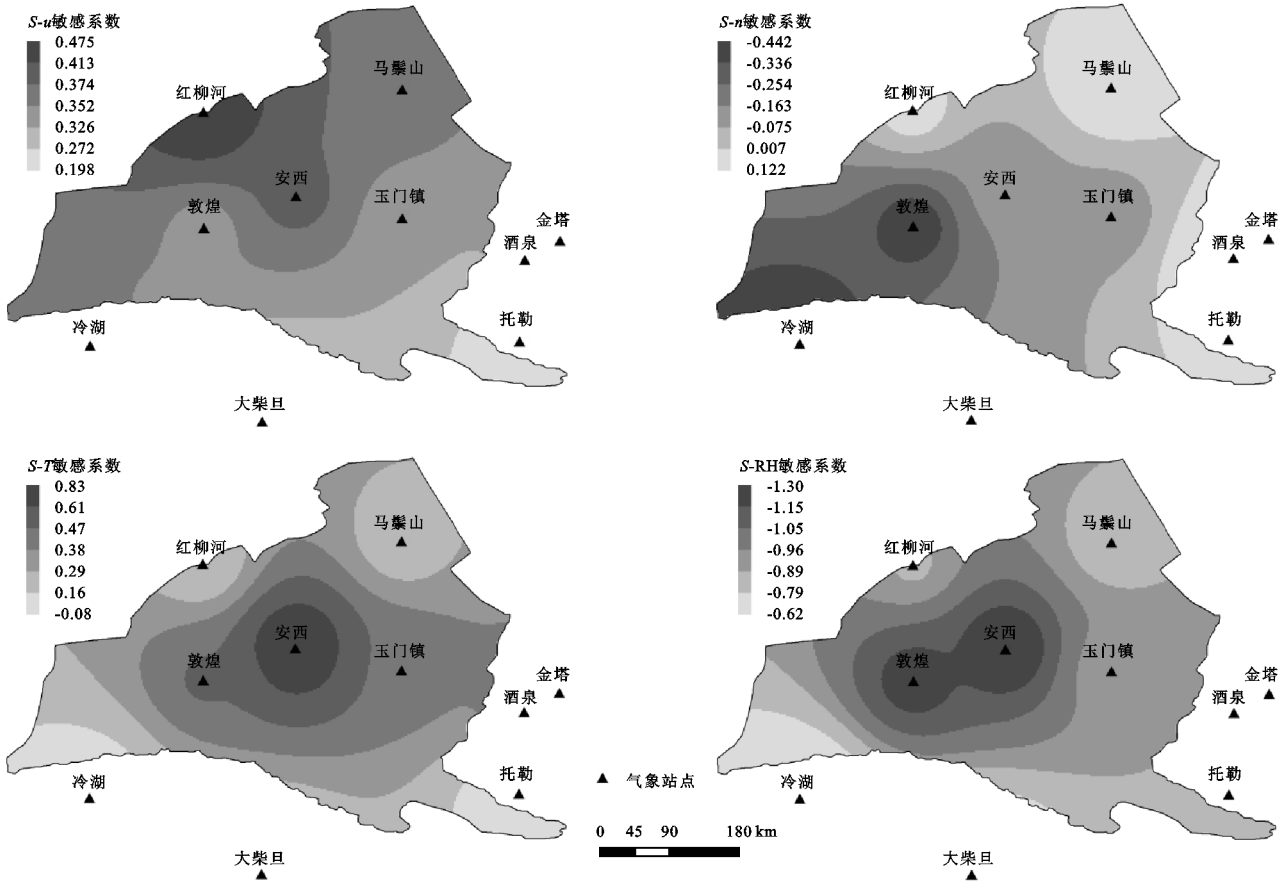 S-u敏感系数
0.475
0.413
0.374
0.352
0.326
0.272
0.198
马鬃山
红柳河
安西
敦煌
玉门镇
金塔
酒泉
托勒
冷湖
大柴旦
S-n敏感系数
-0.442
-0.336
-0.254
-0.163
-0.075
0.007
0.122
马鬃山
红柳河
安西
敦煌
玉门镇
金塔
酒泉
托勒
冷湖
大柴旦
S-T敏感系数
0.83
0.61
0.47
0.38
0.29
0.16
-0.08
马鬃山
红柳河
安西
敦煌
玉门镇
金塔
酒泉
托勒
冷湖
大柴旦
S-RH敏感系数
-1.30
-1.15
-1.05
-0.96
-0.89
-0.79
-0.62
马鬃山
红柳河
安西
敦煌
玉门镇
金塔
酒泉
托勒
冷湖
大柴旦
气象站点
0 45 90 180 km